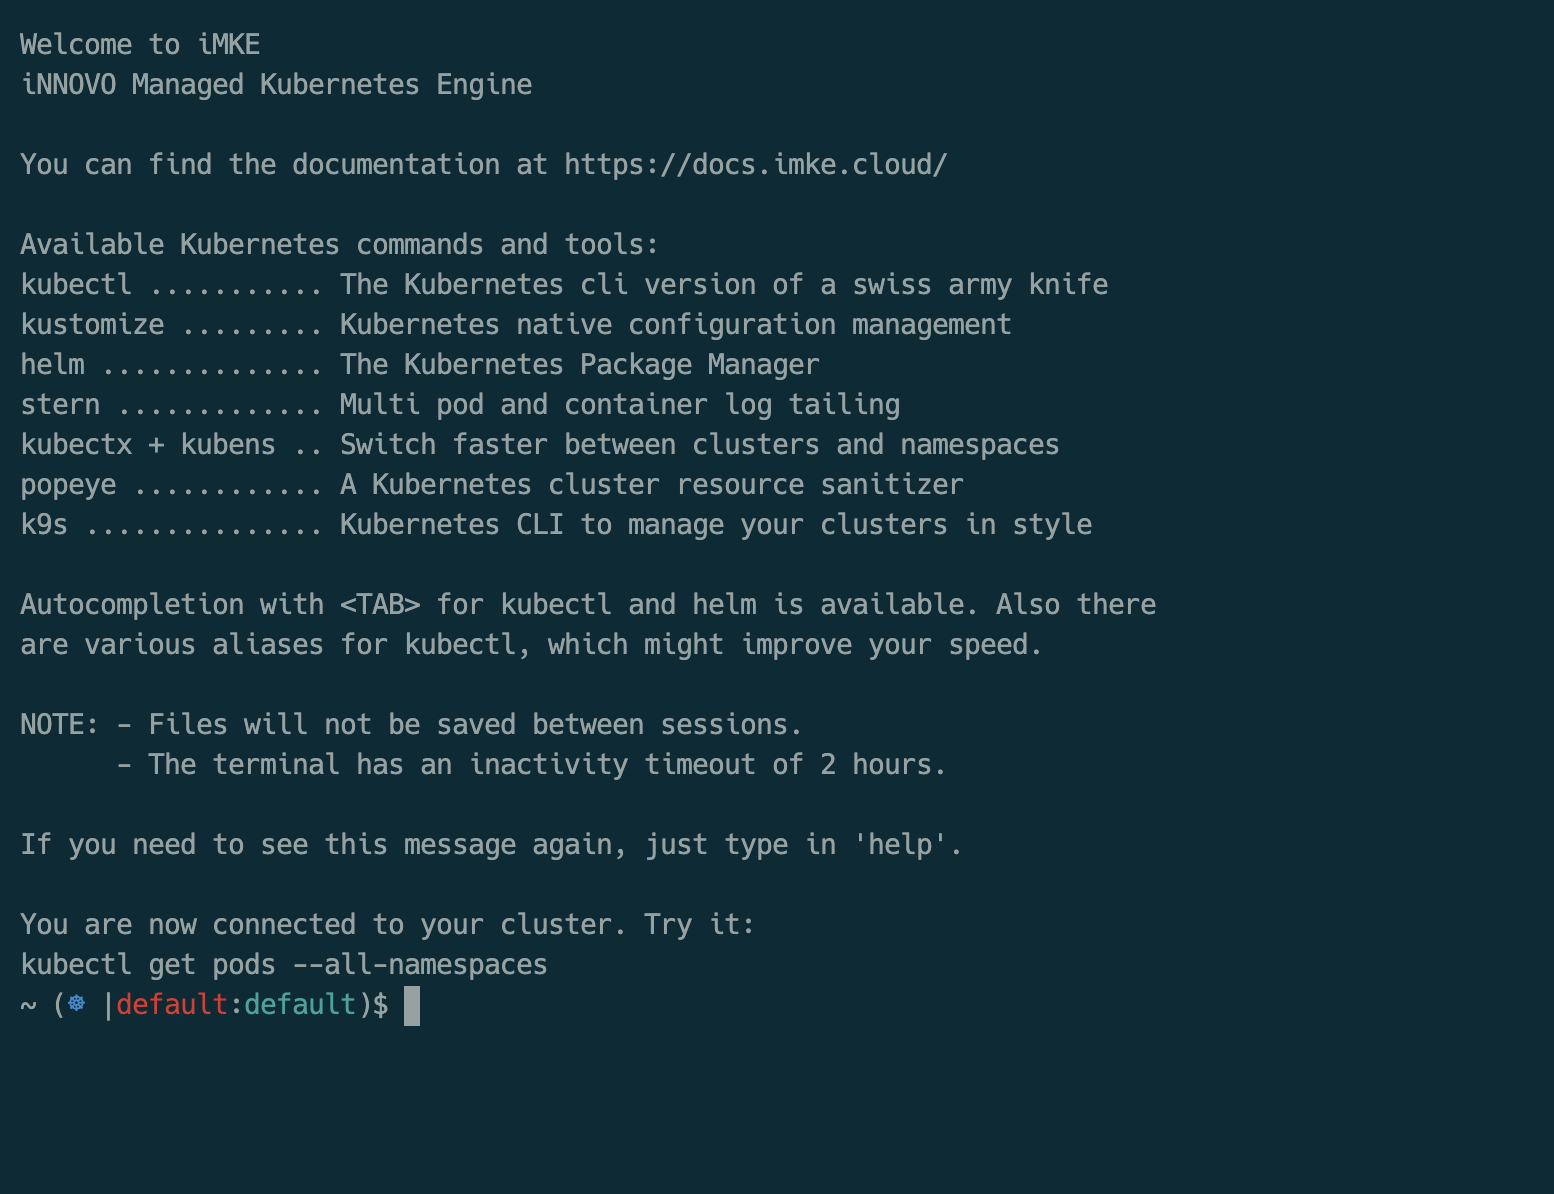 Welcome to iMKE
iNNOVO Managed Kubernetes Engine
You can find the documentation at https://docs.imke.cloud/
Available Kubernetes commands and tools:
kubectl ........... The Kubernetes cli version of a swiss army knife
kustomize ......... Kubernetes native configuration management
helm .............. The Kubernetes Package Manager
stern ............. Multi pod and container log tailing
kubectx + kubens .. Switch faster between clusters and namespaces
popeye ............ A Kubernetes cluster resource sanitizer
k9s ............... Kubernetes CLI to manage your clusters in style
Autocompletion with <TAB> for kubectl and helm is available. Also there
are various aliases for kubectl, which might improve your speed.
NOTE: - Files will not be saved between sessions.
- The terminal has an inactivity timeout of 2 hours.
If you need to see this message again, just type in 'help'.
You are now connected to your cluster. Try it:
kubectl get pods --all-namespaces
~ (⎈ |default:default)$